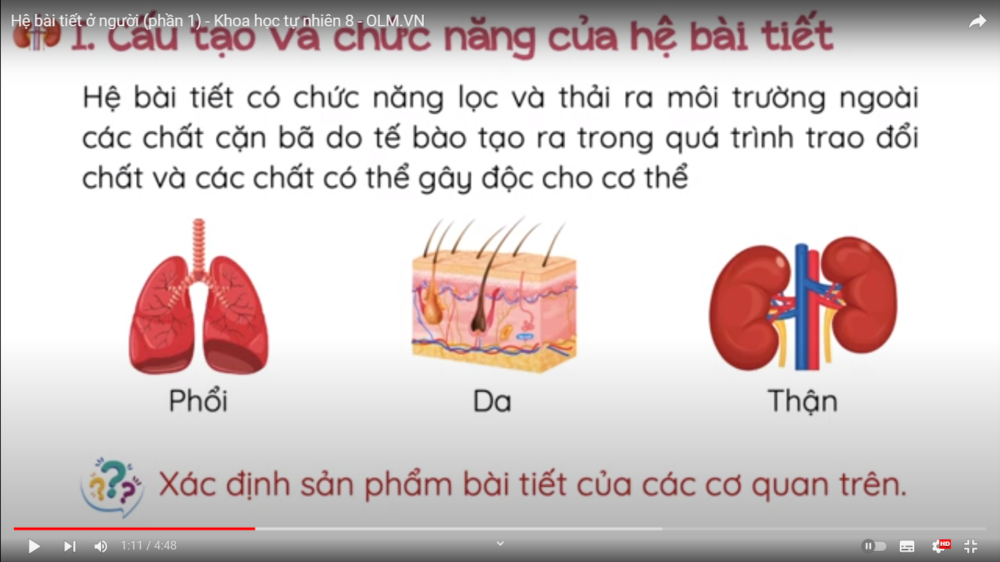 Hệ bài tiết ở người (phần 1) - Khoa học tự nhiên 8 - OLM.VN
I. Cấu tạo và chức năng của hệ bài tiết
Hệ bài tiết có chức năng lọc và thải ra môi trường ngoài
các chất cặn bã do tế bào tạo ra trong quá trình trao đổi
chất và các chất có thể gây độc cho cơ thể
Phổi Da Thận
??? Xác định sản phẩm bài tiết của các cơ quan trên.
1:11 / 4:48 HD